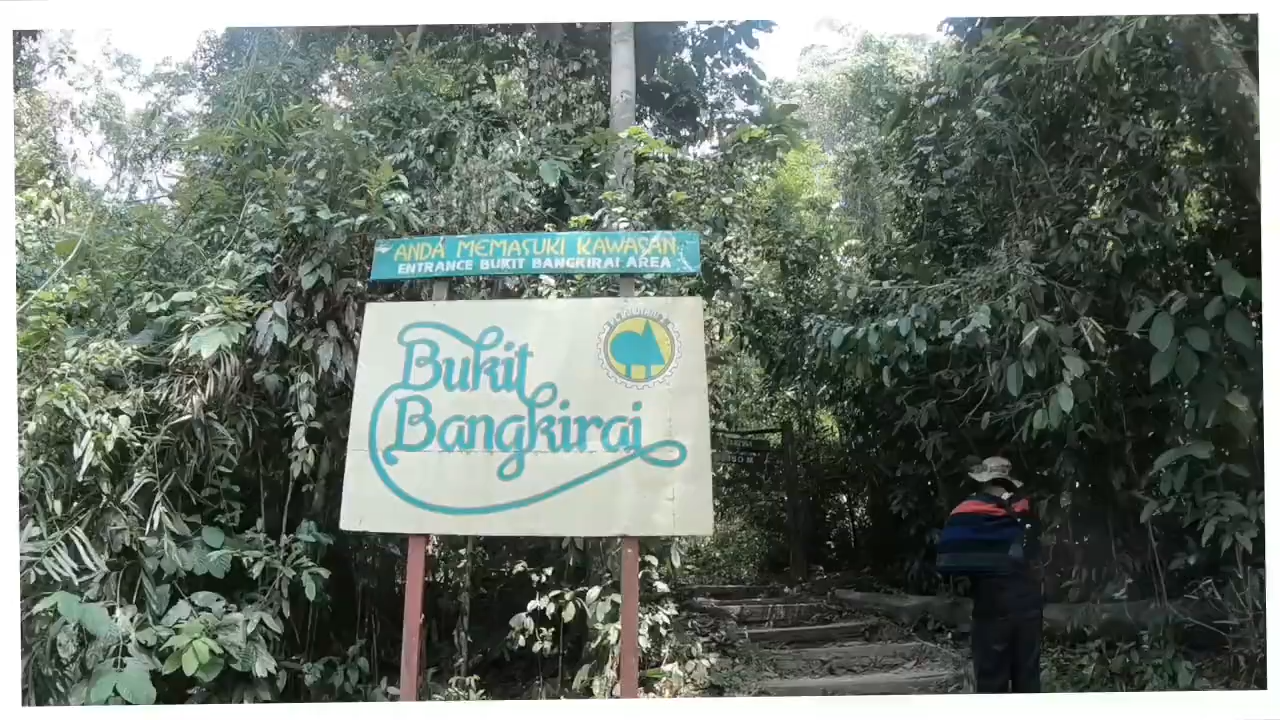 ANDA MEMASUKI KAWASAN
ENTRANCE BUKIT BANGKIRAI AREA
Bukit
Bangkirai